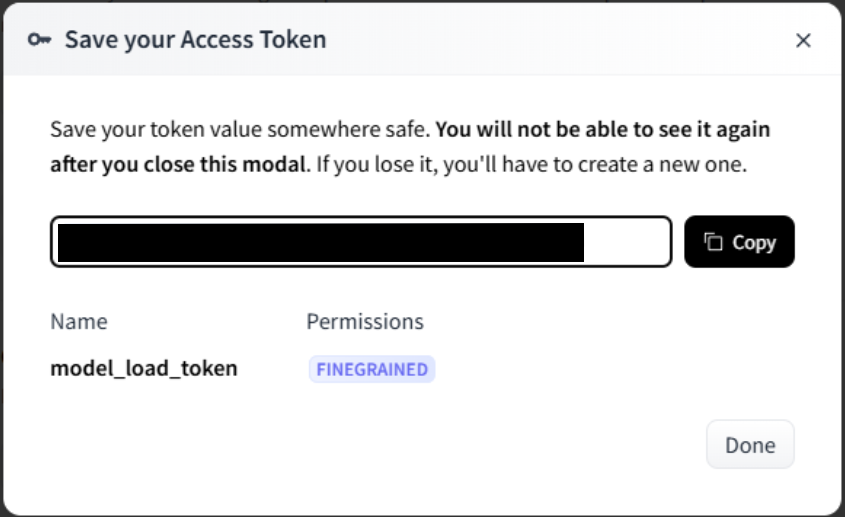 Save your Access Token
Save your token value somewhere safe. You will not be able to see it again
after you close this modal. If you lose it, you'll have to create a new one.
Copy
Name Permissions
model_load_token FINEGRAINED
Done